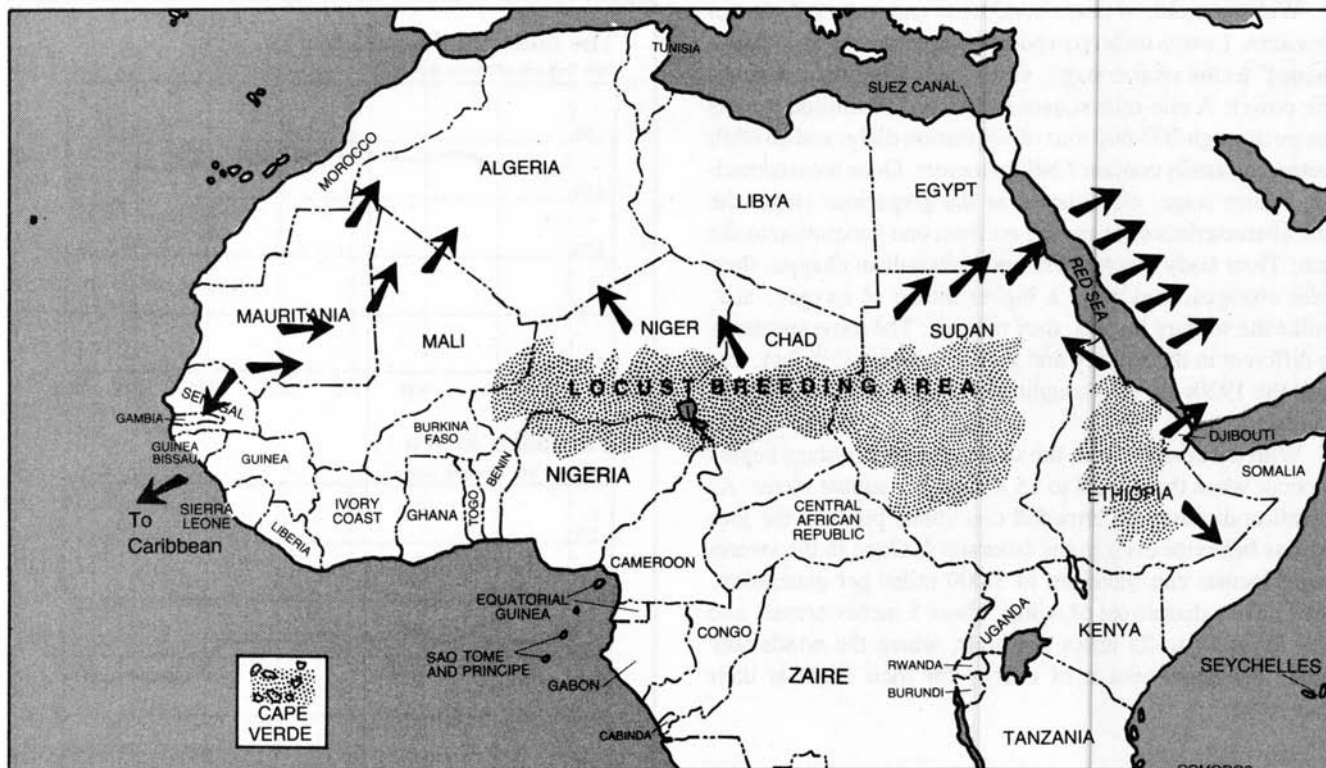 TUNISIA
SUEZ CANAL
MOROCCO
ALGERIA
LIBYA
EGYPT
RED SEA
MAURITANIA
MALI
NIGER
CHAD
SUDAN
LOCUST BREEDING AREA
SENEGAL
GAMBIA
GUINEA
BISSAU
GUINEA
BURKINA
FASO
BENIN
NIGERIA
DJIBOUTI
SOMALIA
ETHIOPIA
To
Caribbean
SIERRA
LEONE
LIBERIA
IVORY
COAST
GHANA
TOGO
CENTRAL
AFRICAN
REPUBLIC
CAMEROON
EQUATORIAL
GUINEA
SAO TOME
AND PRINCIPE
GABON
CONGO
UGANDA
KENYA
ZAIRE
RWANDA
BURUNDI
SEYCHELLES
CAPE
VERDE
CABINDA
TANZANIA